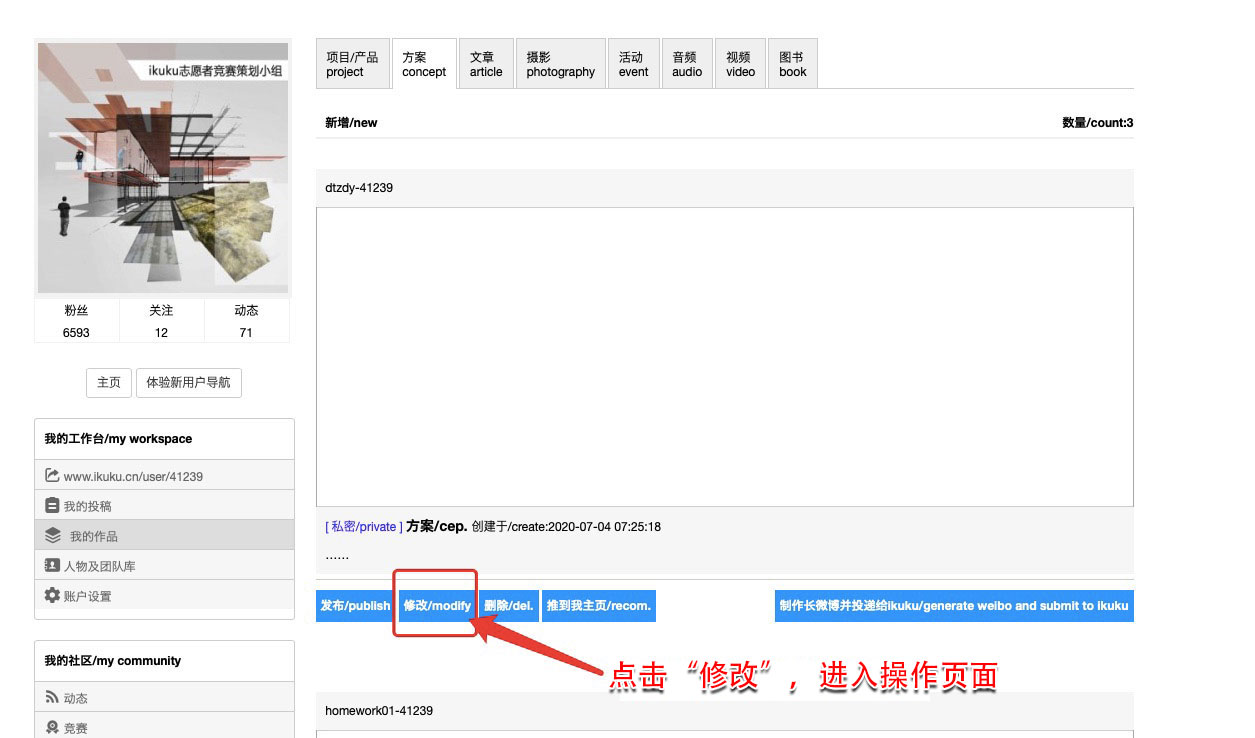 ikuku志愿者竞赛策划小组
粉丝 关注 动态
6593 12 71
主页 体验新用户导航
我的工作台/my workspace
www.ikuku.cn/user/41239
我的投稿
我的作品
人物及团队库
账户设置
我的社区/my community
动态
竞赛
项目/产品 方案 文章 摄影 活动 音频 视频 图书
project concept article photography event audio video book
新增/new 数量/count:3
dtzdy-41239
[ 私密/private ] 方案/cep. 创建于/create:2020-07-04 07:25:18
......
发布/publish 修改/modify 删除/del. 推到我主页/recom. 制作长微博并投递给ikuku/generate weibo and submit to ikuku
点击“修改”，进入操作页面
homework01-41239